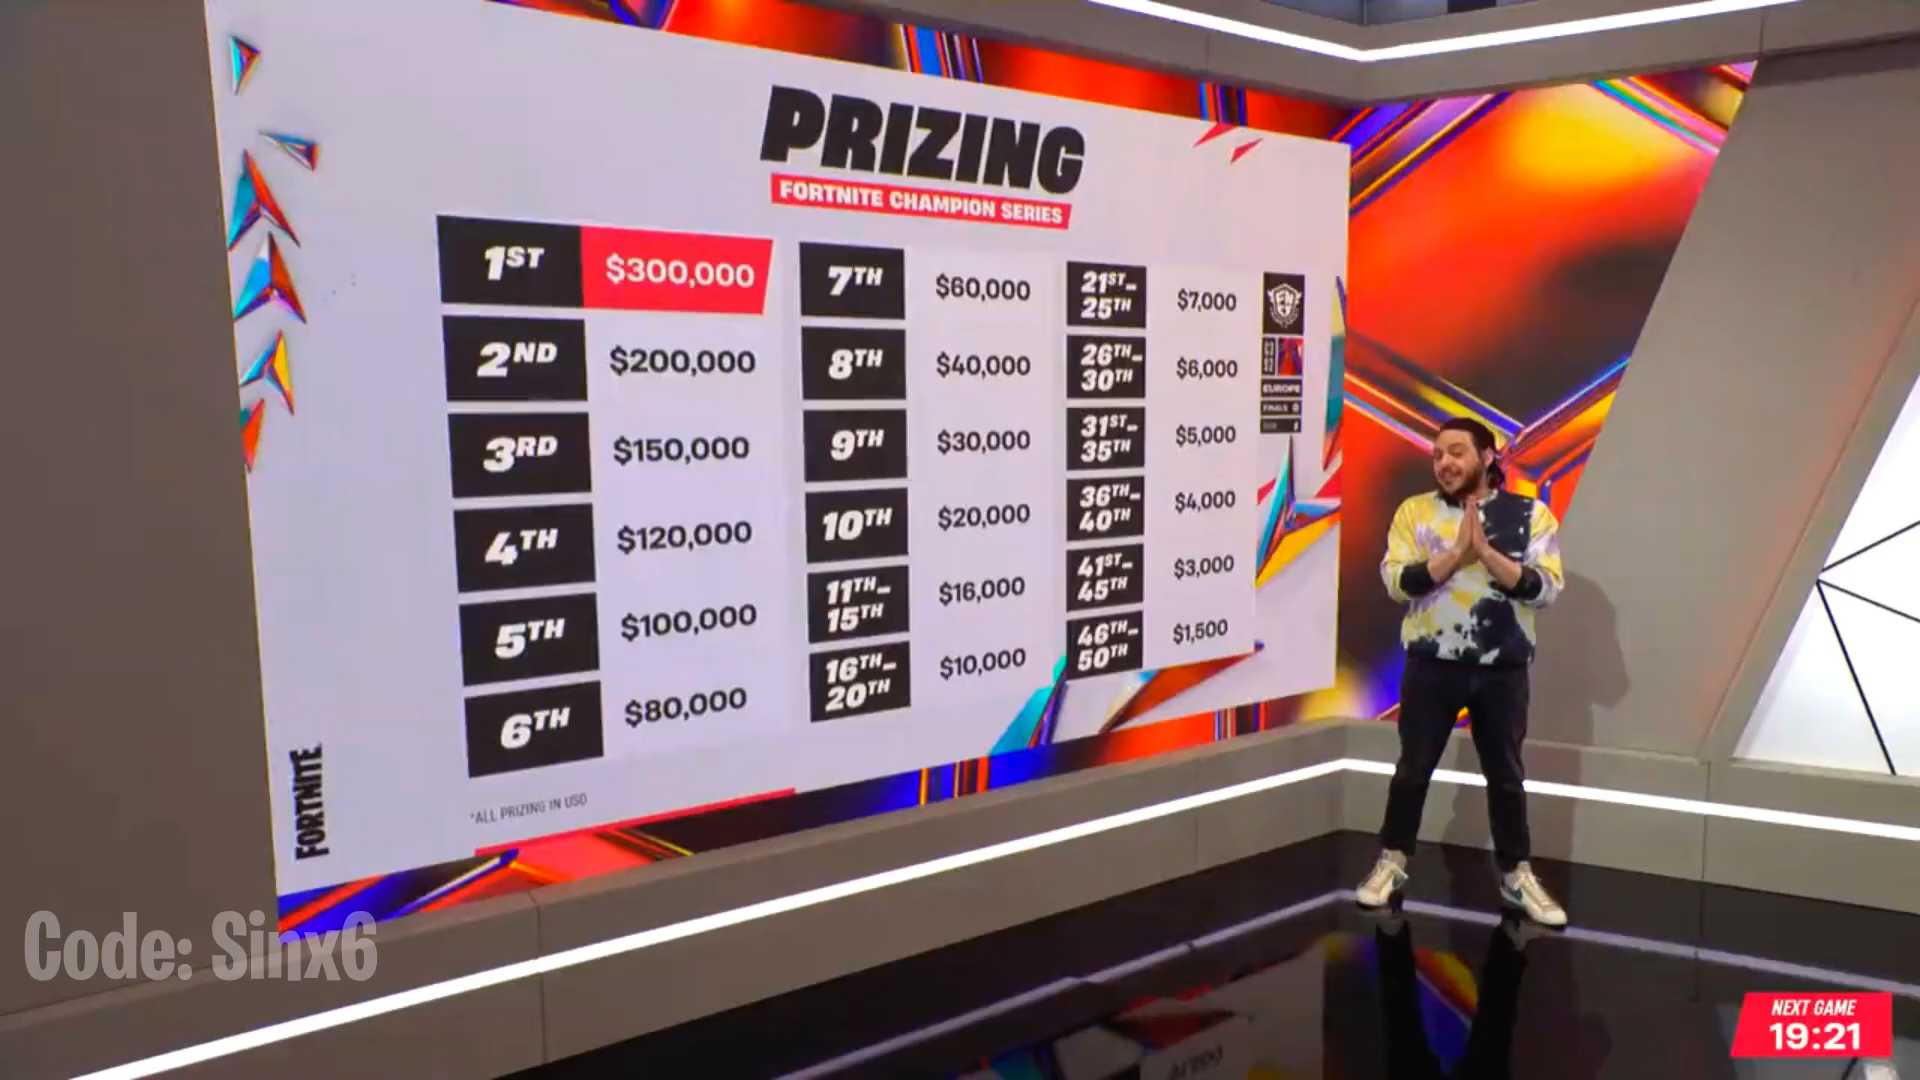 PRIZING
FORTNITE CHAMPION SERIES
1ST $300,000
2ND $200,000
3RD $150,000
4TH $120,000
5TH $100,000
6TH $80,000
7TH $60,000
8TH $40,000
9TH $30,000
10TH $20,000
11TH-
15TH $16,000
16TH-
20TH $10,000
21ST-
25TH $7,000
26TH-
30TH $6,000
31ST-
35TH $5,000
36TH-
40TH $4,000
41ST-
45TH $3,000
46TH-
50TH $1,500
C3
S2
EUROPE
FINALS
*ALL PRIZING IN USD
FORTNITE
Code: Sinx6
NEXT GAME
19:21